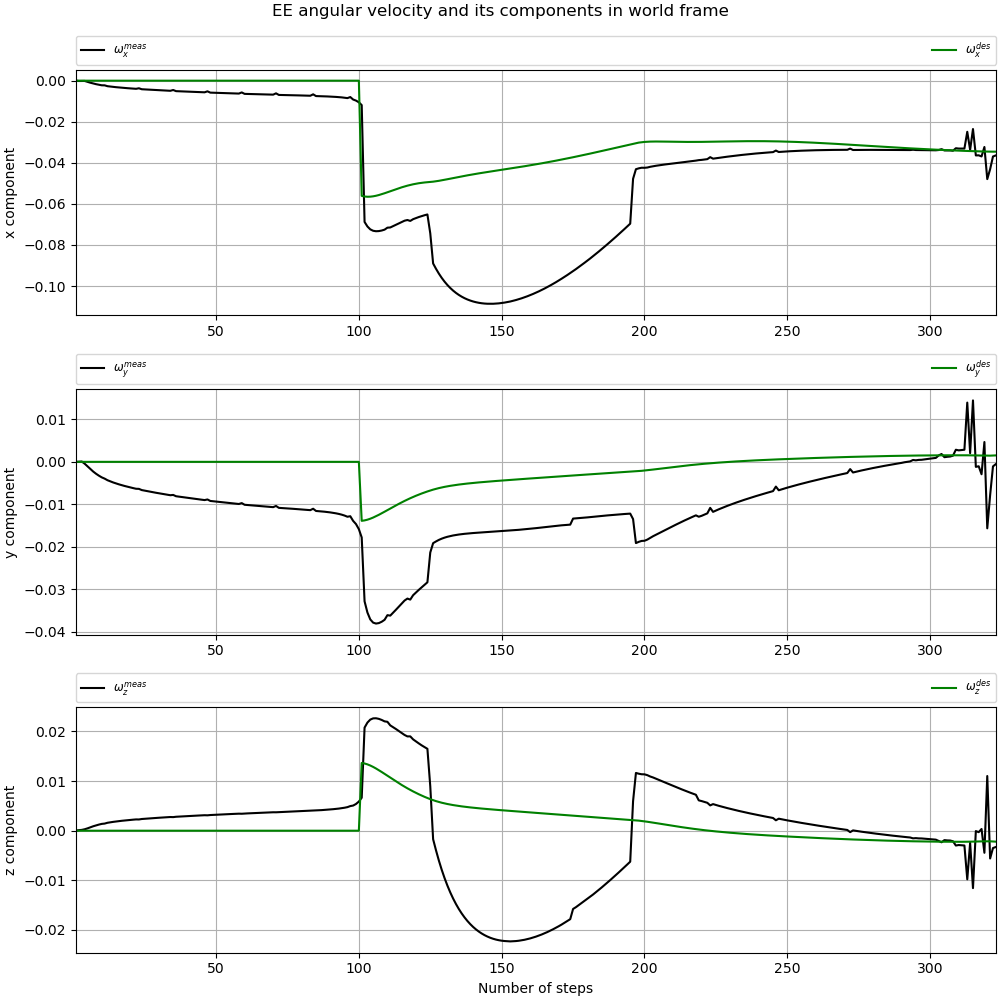 EE angular velocity and its components in world frame
ω_x^meas ω_x^des
0.00
−0.02
−0.04
−0.06
−0.08
−0.10
x component
50 100 150 200 250 300
ω_y^meas ω_y^des
0.01
0.00
−0.01
−0.02
−0.03
−0.04
y component
50 100 150 200 250 300
ω_z^meas ω_z^des
0.02
0.01
0.00
−0.01
−0.02
z component
50 100 150 200 250 300
Number of steps